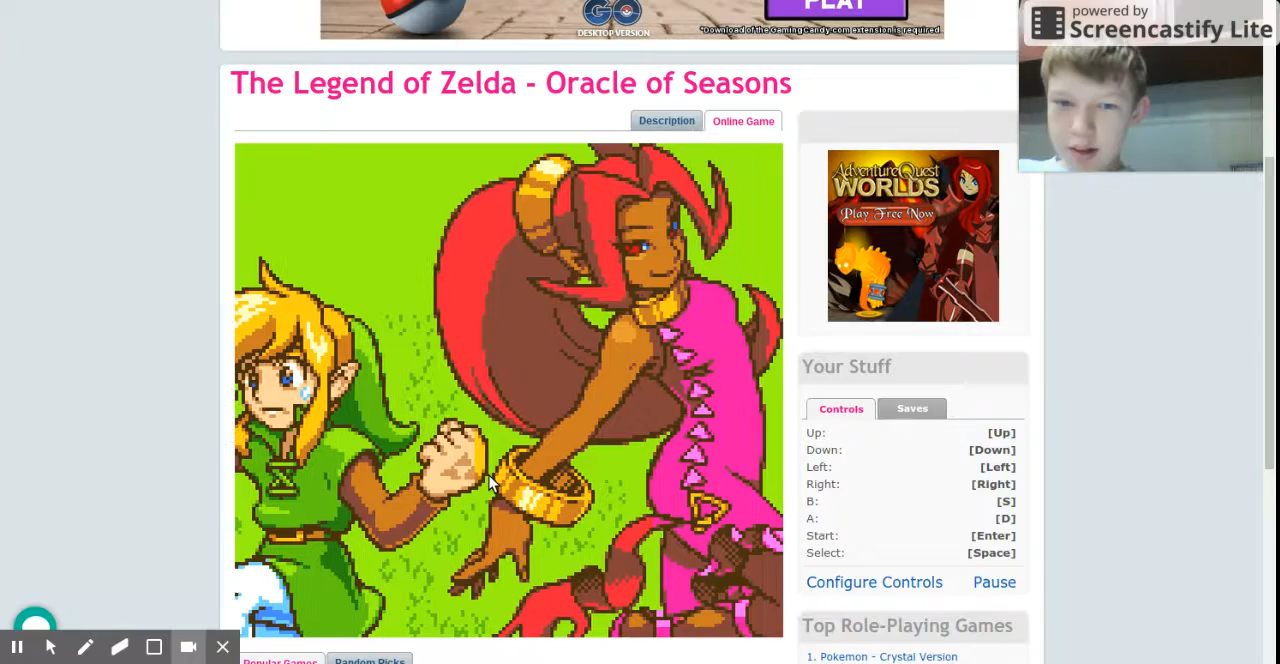 powered by
Screencastify Lite
GO
DESKTOP VERSION
PLAY
*Download of the GamingCandy.com extension is required
The Legend of Zelda - Oracle of Seasons
Description
Online Game
AdventureQuest
WORLDS
Play Free Now
Your Stuff
Controls
Saves
Up: [Up]
Down: [Down]
Left: [Left]
Right: [Right]
B: [S]
A: [D]
Start: [Enter]
Select: [Space]
Configure Controls Pause
Top Role-Playing Games
1. Pokemon - Crystal Version
Popular Games
Random Picks